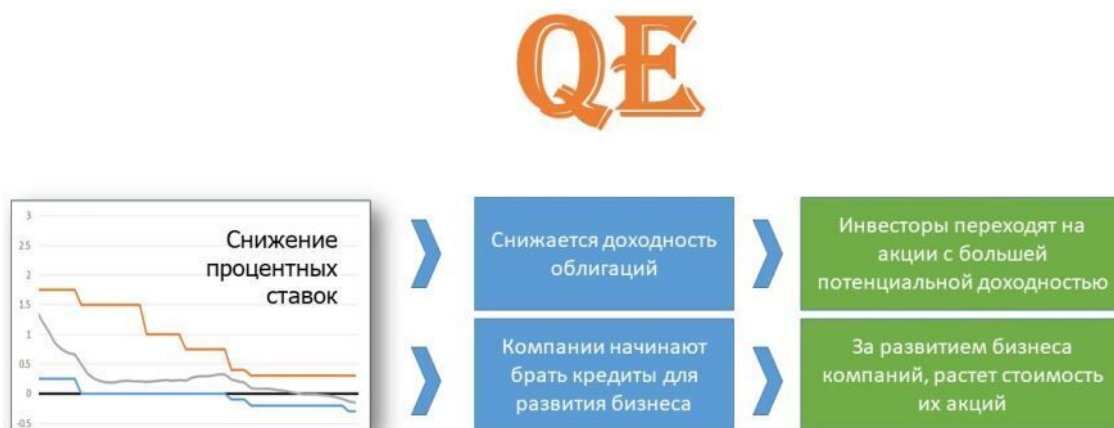 QE
3
2.5
2
1.5
1
0.5
0
-0.5
Снижение
процентных
ставок
Снижается доходность
облигаций
Инвесторы переходят на
акции с большей
потенциальной доходностью
Компании начинают
брать кредиты для
развития бизнеса
За развитием бизнеса
компаний, растет стоимость
их акций